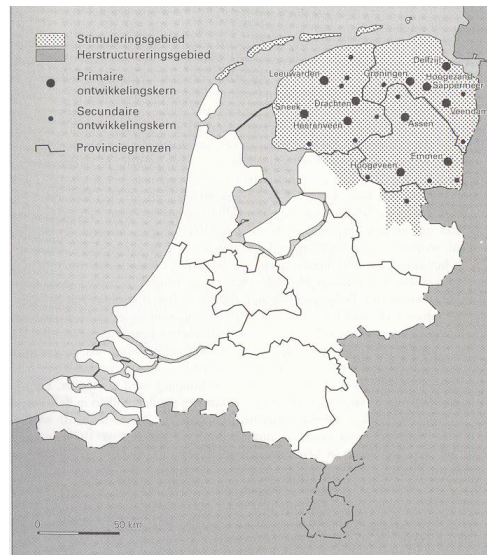 Stimuleringsgebied
Herstructureringsgebied
Primaire
ontwikkelingskern
Secundaire
ontwikkelingskern
Provinciegrenzen
Delfzijl
Leeuwarden
Groningen
Hoogezand
Sappermeer
Sneek
Drachten
Veendam
Heerenveen
Assen
Emmen
Hoogeveen
0
50 km